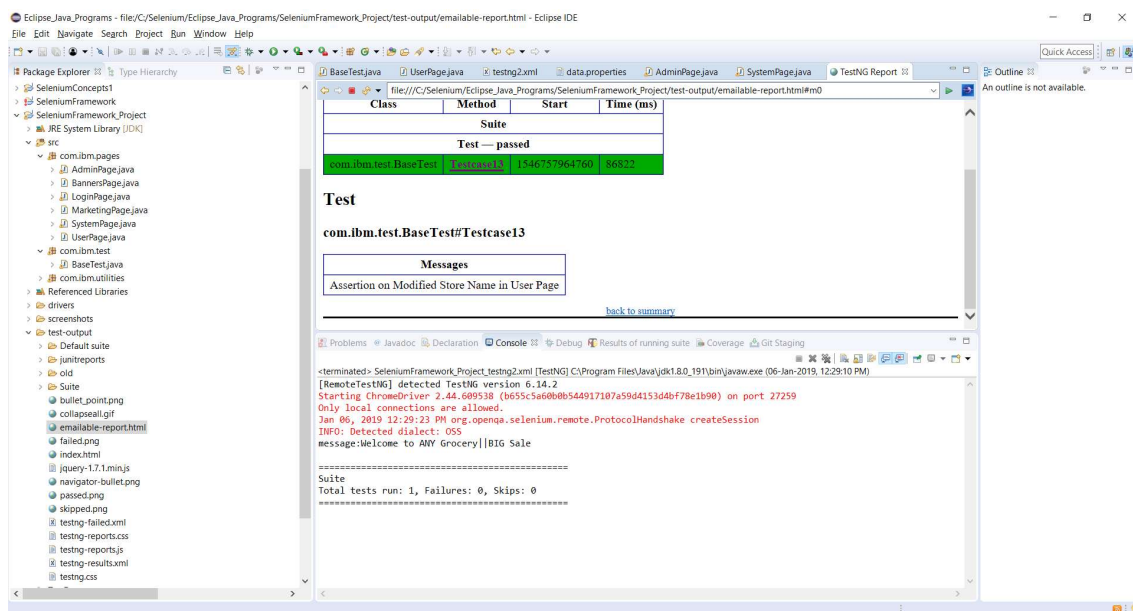 Eclipse_Java_Programs - file:/C:/Selenium/Eclipse_Java_Programs/SeleniumFramework_Project/test-output/emailable-report.html - Eclipse IDE
File Edit Navigate Search Project Run Window Help
Quick Access
Package Explorer Type Hierarchy
SeleniumConcepts1
SeleniumFramework
SeleniumFramework_Project
JRE System Library [JDK]
src
com.ibm.pages
AdminPage.java
BannersPage.java
LoginPage.java
MarketingPage.java
SystemPage.java
UserPage.java
com.ibm.test
BaseTest.java
com.ibm.utilities
Referenced Libraries
drivers
screenshots
test-output
Default suite
junitreports
old
Suite
bullet_point.png
collapseall.gif
emailable-report.html
failed.png
index.html
jquery-1.7.1.min.js
navigator-bullet.png
passed.png
skipped.png
testng-failed.xml
testng-reports.css
testng-reports.js
testng-results.xml
testng.css
BaseTest.java UserPage.java testng2.xml data.properties AdminPage.java SystemPage.java TestNG Report
file:///C:/Selenium/Eclipse_Java_Programs/SeleniumFramework_Project/test-output/emailable-report.html#m0
Class Method Start Time (ms)
Suite
Test — passed
com.ibm.test.BaseTest Testcase13 1546757964760 86822
Test
com.ibm.test.BaseTest#Testcase13
Messages
Assertion on Modified Store Name in User Page
back to summary
Problems Javadoc Declaration Console Debug Results of running suite Coverage Git Staging
<terminated> SeleniumFramework_Project_testng2.xml [TestNG] C:\Program Files\Java\jdk1.8.0_191\bin\javaw.exe (06-Jan-2019, 12:29:10 PM)
[RemoteTestNG] detected TestNG version 6.14.2
Starting ChromeDriver 2.44.609538 (b655c5a60b0b544917107a59d4153d4bf78e1b90) on port 27259
Only local connections are allowed.
Jan 06, 2019 12:29:23 PM org.openqa.selenium.remote.ProtocolHandshake createSession
INFO: Detected dialect: OSS
message:Welcome to ANY Grocery||BIG Sale
===============================================
Suite
Total tests run: 1, Failures: 0, Skips: 0
===============================================
Outline
An outline is not available.